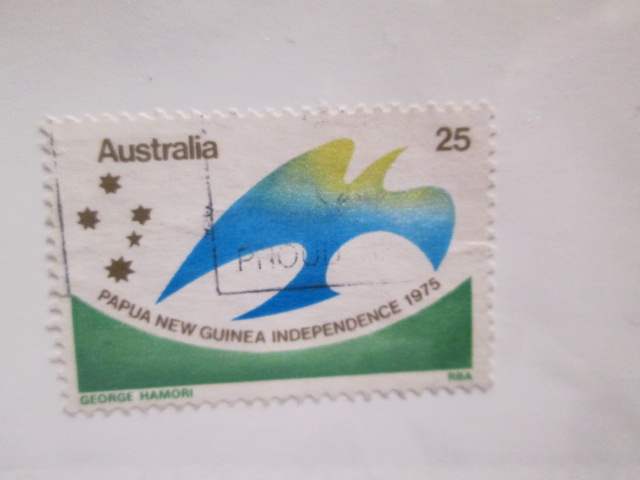 Australia
25
PAPUA NEW GUINEA INDEPENDENCE 1975
GEORGE HAMORI
RBA